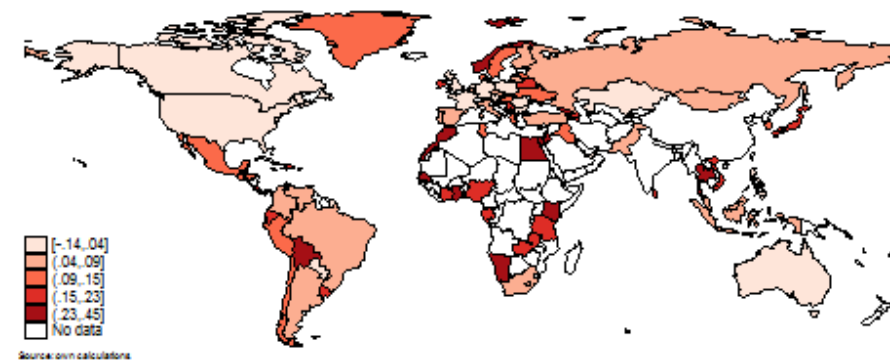 [-.14,.04]
(.04,.09]
(.09,.15]
(.15,.23]
(.23,.45]
No data
Source: own calculations